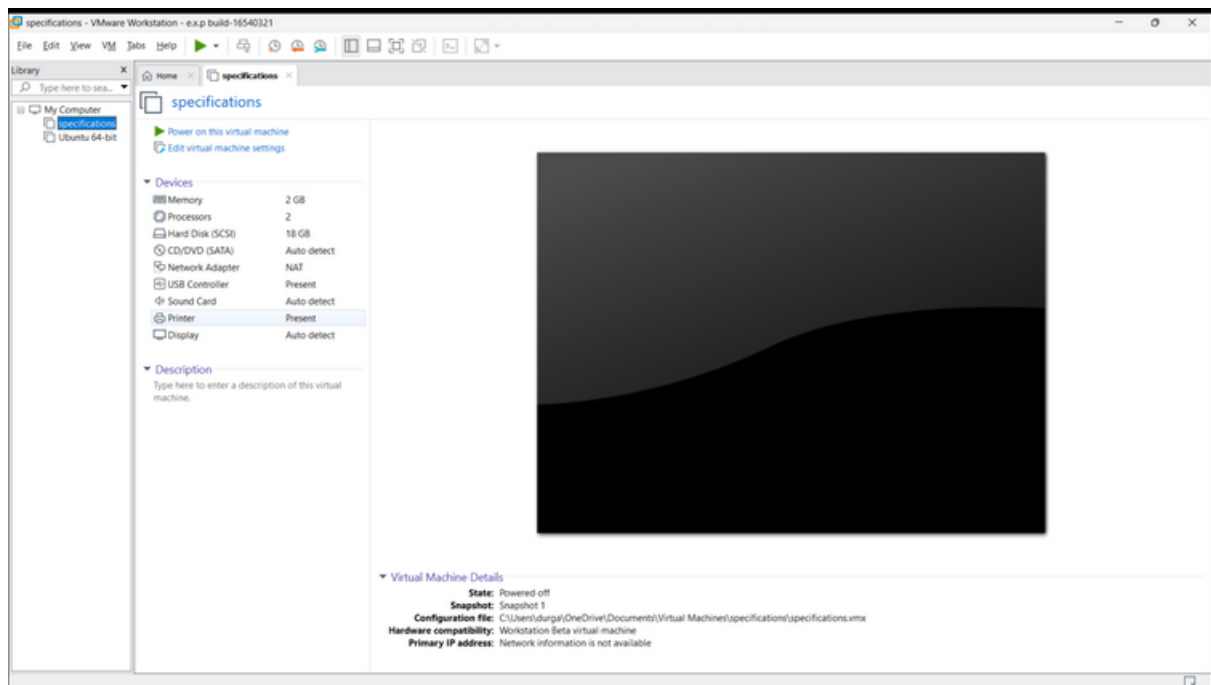 specifications - VMware Workstation - e.x.p build-16540321
File Edit View VM Tabs Help
Library
Type here to sea...
My Computer
specifications
Ubuntu 64-bit
Home
specifications
specifications
Power on this virtual machine
Edit virtual machine settings
Devices
Memory 2 GB
Processors 2
Hard Disk (SCSI) 18 GB
CD/DVD (SATA) Auto detect
Network Adapter NAT
USB Controller Present
Sound Card Auto detect
Printer Present
Display Auto detect
Description
Type here to enter a description of this virtual
machine.
Virtual Machine Details
State: Powered off
Snapshot: Snapshot 1
Configuration file: C:\Users\durga\OneDrive\Documents\Virtual Machines\specifications\specifications.vmx
Hardware compatibility: Workstation Beta virtual machine
Primary IP address: Network information is not available